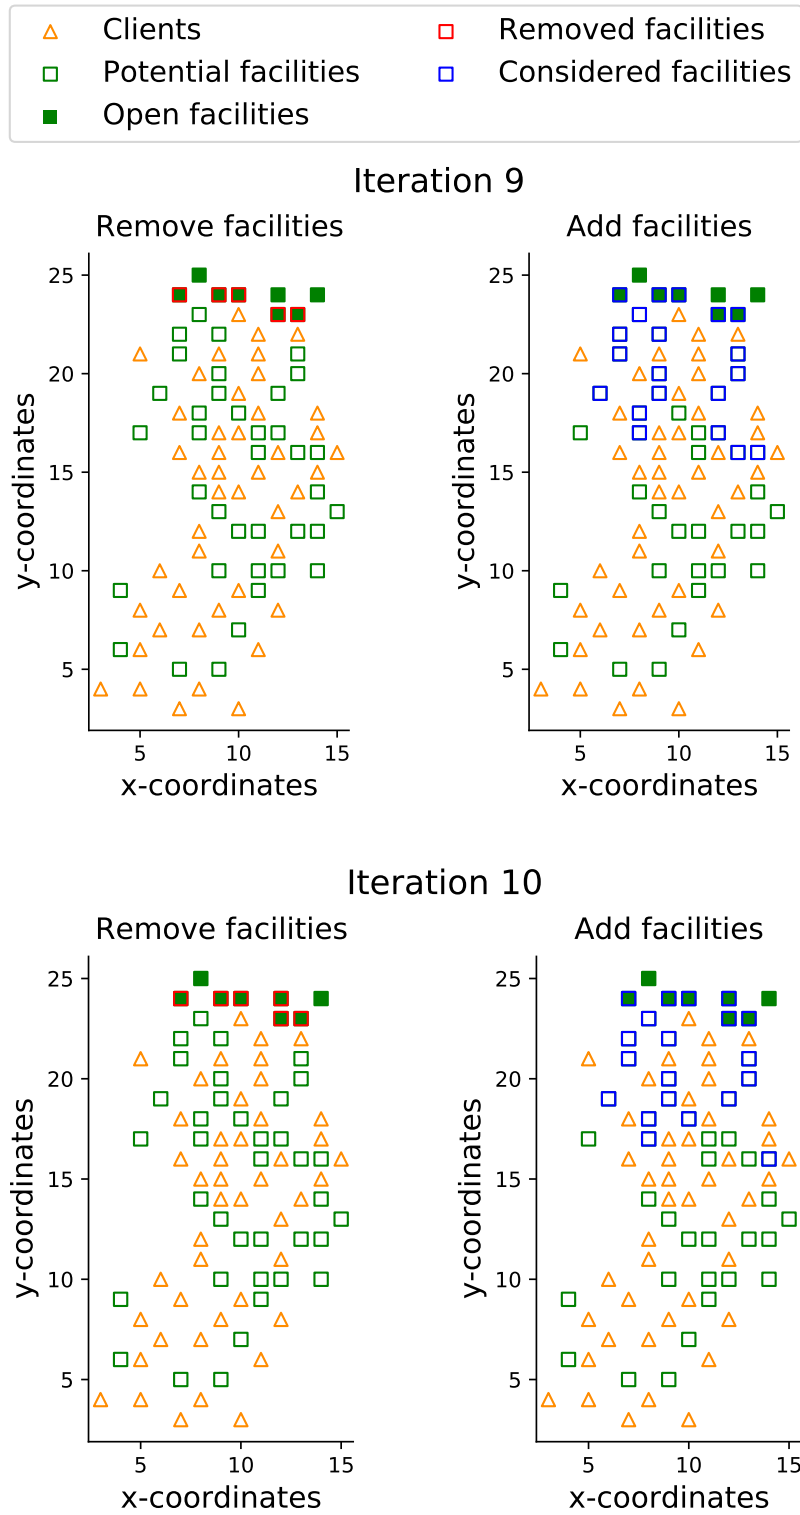 Clients
Removed facilities
Potential facilities
Considered facilities
Open facilities
Iteration 9
Remove facilities
Add facilities
25
20
15
10
5
y-coordinates
5 10 15
x-coordinates
25
20
15
10
5
y-coordinates
5 10 15
x-coordinates
Iteration 10
Remove facilities
Add facilities
25
20
15
10
5
y-coordinates
5 10 15
x-coordinates
25
20
15
10
5
y-coordinates
5 10 15
x-coordinates